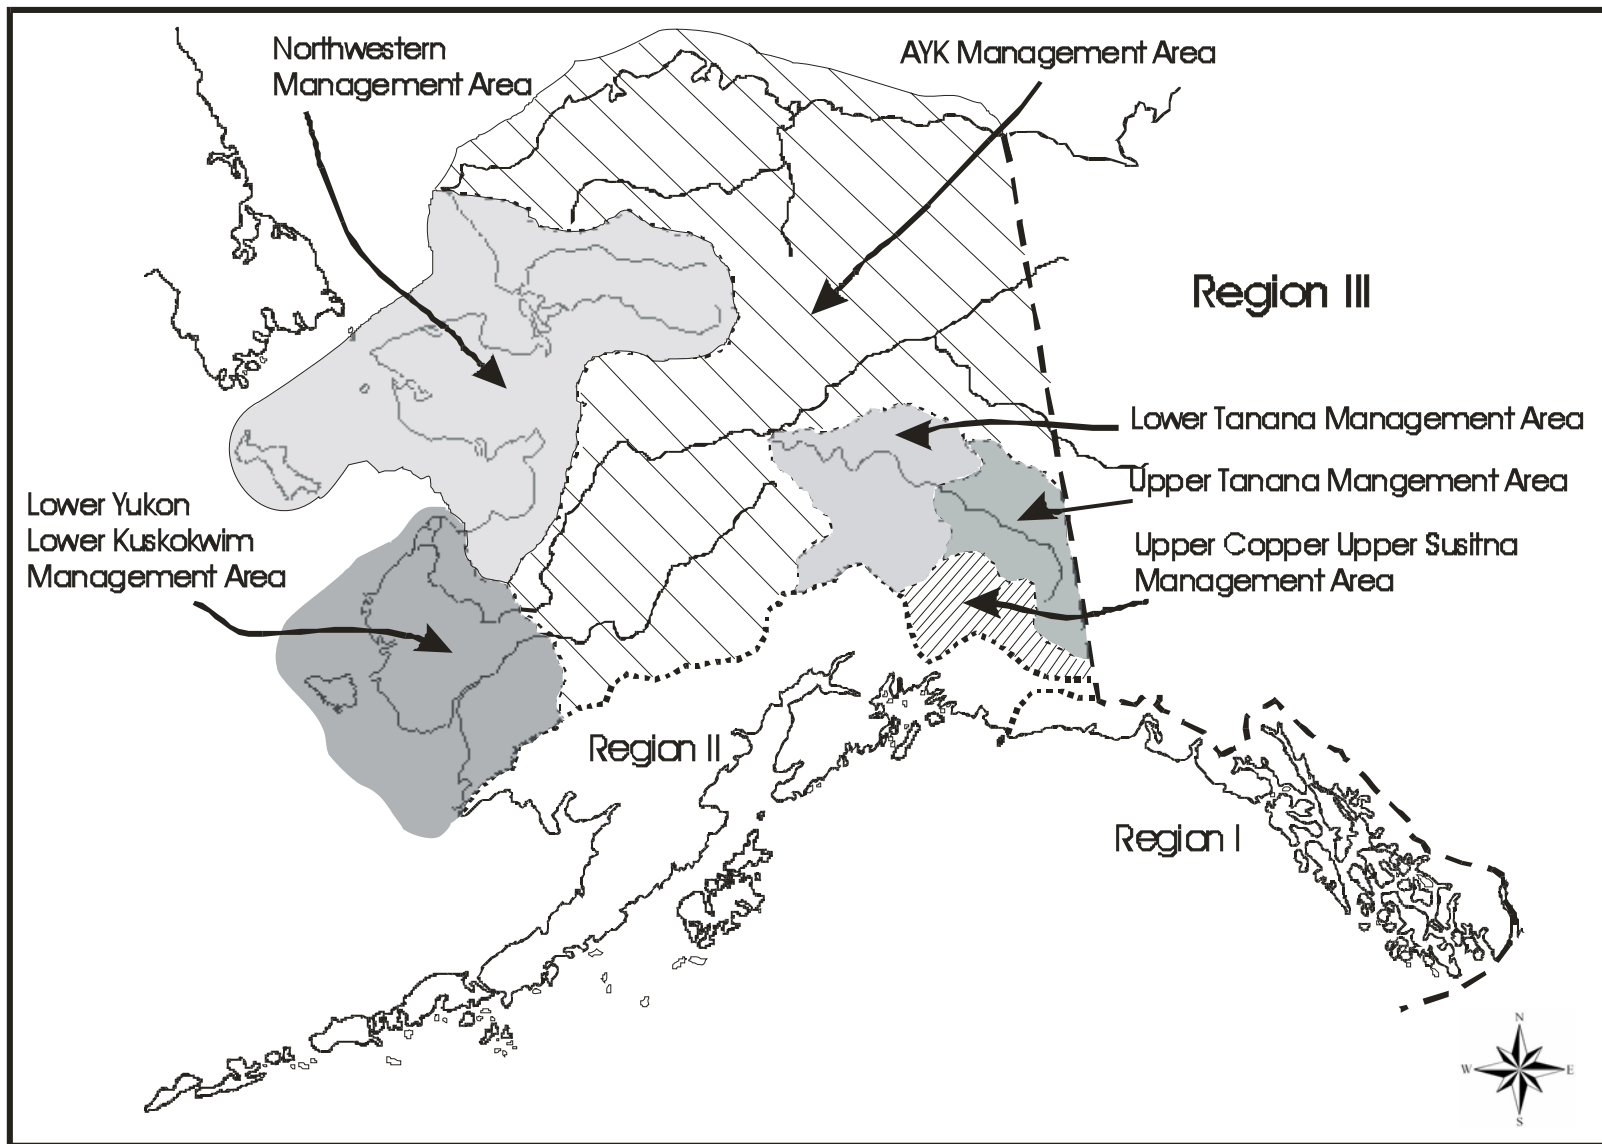 Northwestern
Management Area
AYK Management Area
Region III
Lower Tanana Management Area
Upper Tanana Mangement Area
Upper Copper Upper Susitna
Management Area
Lower Yukon
Lower Kuskokwim
Management Area
Region II
Region I
N
W
E
S